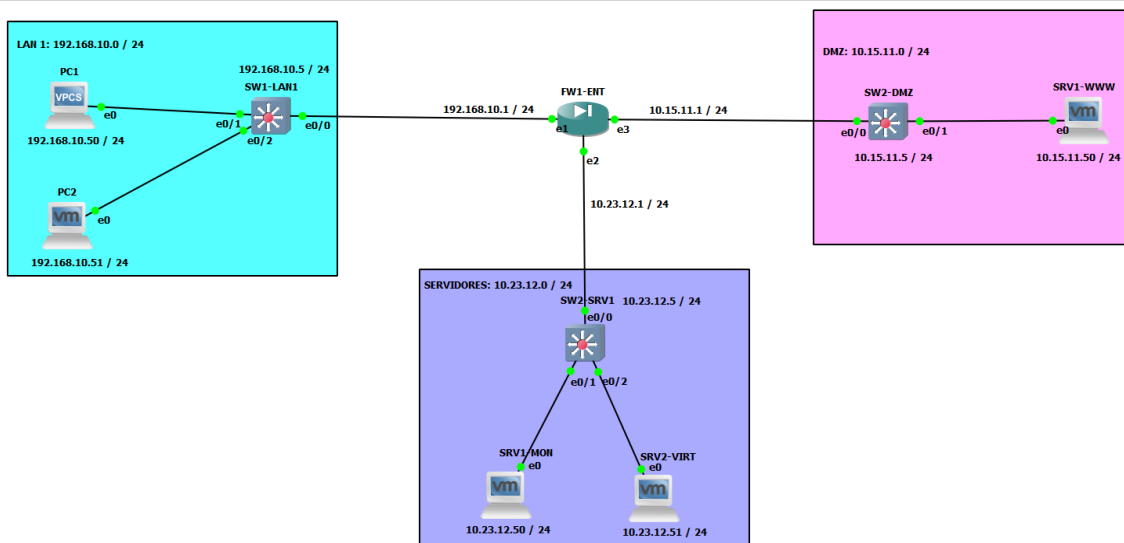 LAN 1: 192.168.10.0 / 24
PC1
VPCS
e0
192.168.10.50 / 24
192.168.10.5 / 24
SW1-LAN1
e0/1
e0/0
e0/2
PC2
vm
e0
192.168.10.51 / 24
192.168.10.1 / 24
FW1-ENT
10.15.11.1 / 24
e1
e3
e2
10.23.12.1 / 24
DMZ: 10.15.11.0 / 24
SW2-DMZ
e0/0
e0/1
10.15.11.5 / 24
SRV1-WWW
vm
e0
10.15.11.50 / 24
SERVIDORES: 10.23.12.0 / 24
SW2-SRV1
10.23.12.5 / 24
e0/0
e0/1
e0/2
SRV1-MON
e0
vm
10.23.12.50 / 24
SRV2-VIRT
e0
vm
10.23.12.51 / 24